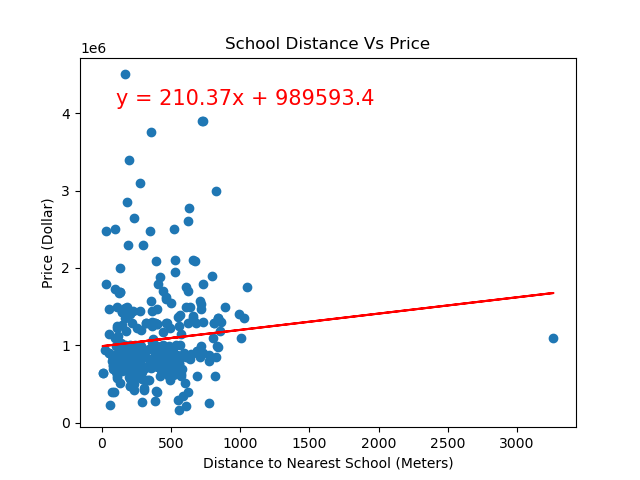 School Distance Vs Price
1e6
y = 210.37x + 989593.4
4
3
2
1
0
Price (Dollar)
0 500 1000 1500 2000 2500 3000
Distance to Nearest School (Meters)